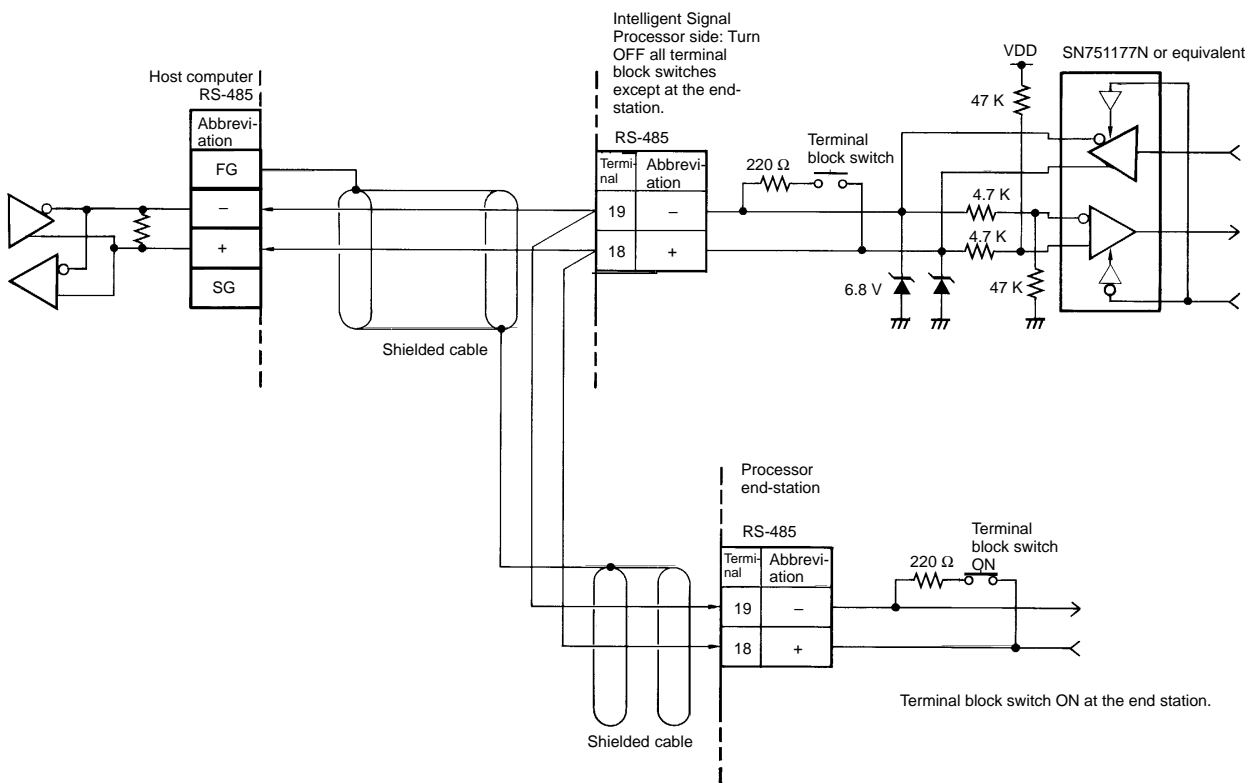 Intelligent Signal
Processor side: Turn
OFF all terminal
block switches
except at the end-
station.
Host computer
RS-485
Abbrevi-
ation
FG
–
+
SG
Shielded cable
RS-485
Termi-
nal
Abbrevi-
ation
19
–
18
+
220 Ω
Terminal
block switch
VDD
47 K
SN751177N or equivalent
4.7 K
4.7 K
6.8 V
47 K
Processor
end-station
RS-485
Termi-
nal
Abbrevi-
ation
19
–
18
+
220 Ω
Terminal
block switch
ON
Shielded cable
Terminal block switch ON at the end station.